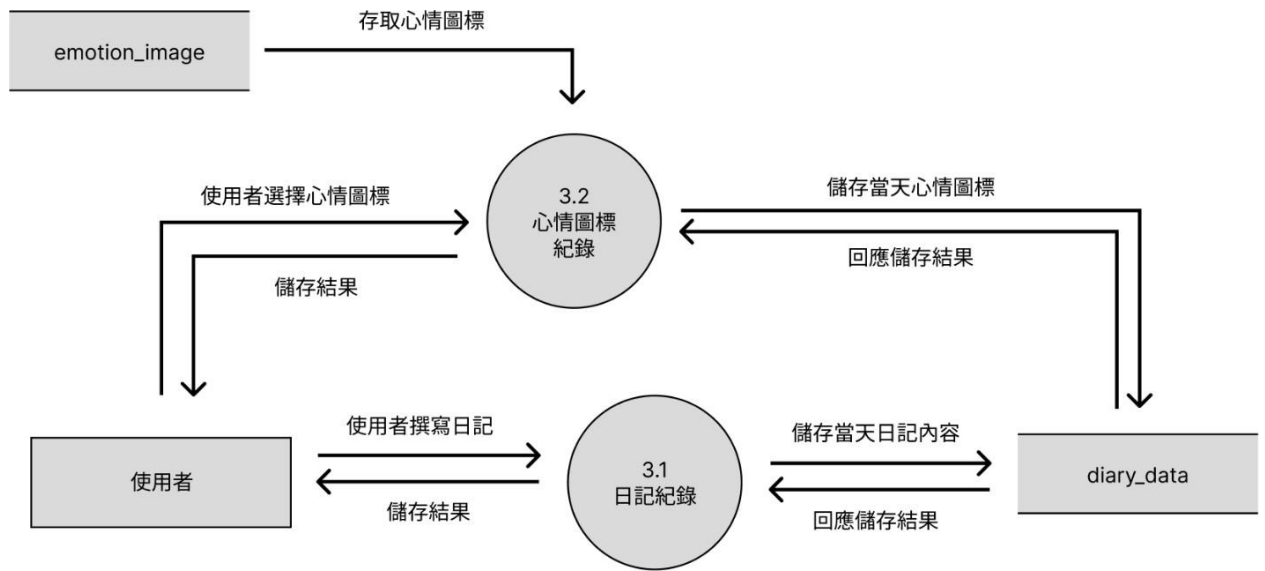 存取心情圖標
emotion_image
使用者選擇心情圖標
3.2
心情圖標
紀錄
儲存當天心情圖標
儲存結果
回應儲存結果
使用者撰寫日記
儲存當天日記內容
使用者
3.1
日記紀錄
diary_data
儲存結果
回應儲存結果